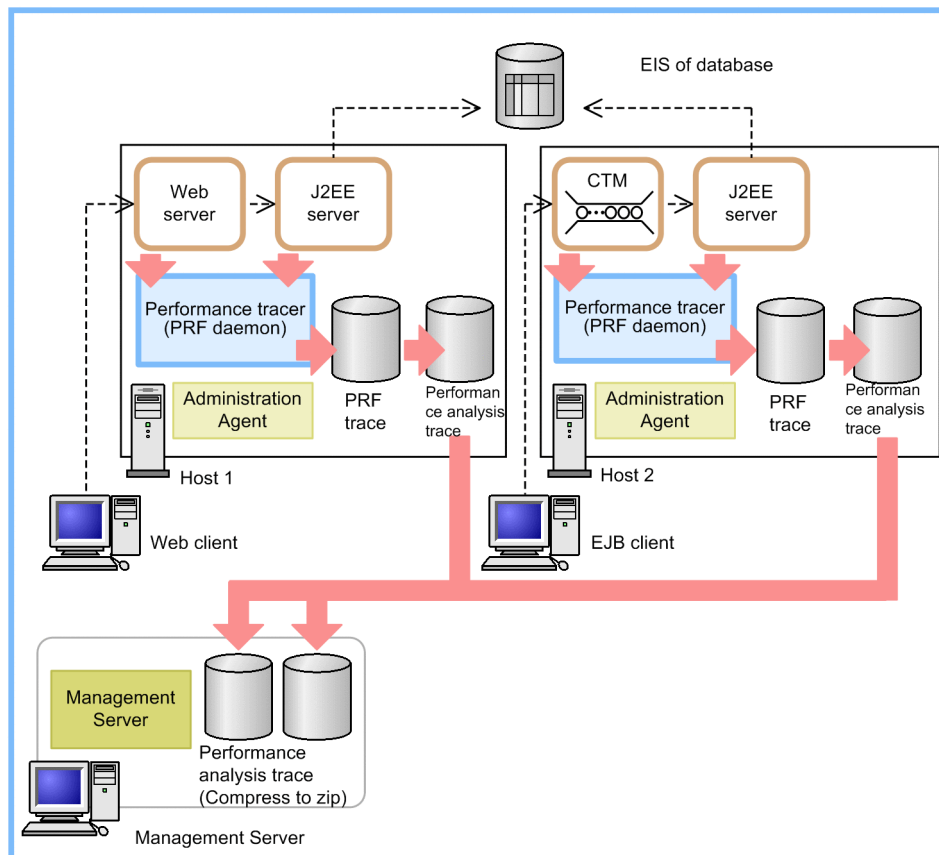 EIS of database
Web
server
J2EE
server
CTM
J2EE
server
Performance tracer
(PRF daemon)
Performance tracer
(PRF daemon)
Administration
Agent
PRF
trace
Performan
ce analysis
trace
Administration
Agent
PRF
trace
Performan
ce analysis
trace
Host 1
Host 2
Web client
EJB client
Management
Server
Performance
analysis trace
(Compress to zip)
Management Server